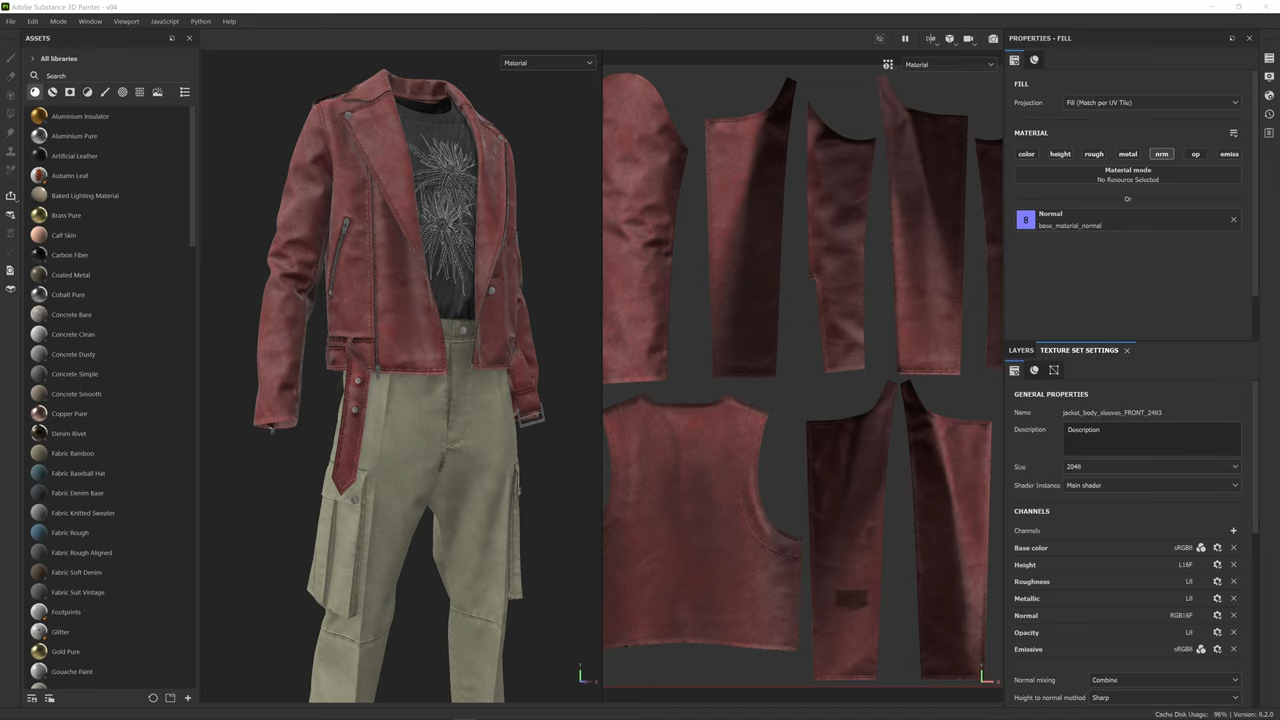 Adobe Substance 3D Painter - v04
File Edit Mode Window Viewport JavaScript Python Help
ASSETS
All libraries
Search
Aluminium Insulator
Aluminium Pure
Artificial Leather
Autumn Leaf
Baked Lighting Material
Brass Pure
Calf Skin
Carbon Fiber
Coated Metal
Cobalt Pure
Concrete Bare
Concrete Clean
Concrete Dusty
Concrete Simple
Concrete Smooth
Copper Pure
Denim Rivet
Fabric Bamboo
Fabric Baseball Hat
Fabric Denim Base
Fabric Knitted Sweater
Fabric Rough
Fabric Rough Aligned
Fabric Soft Denim
Fabric Suit Vintage
Footprints
Glitter
Gold Pure
Gouache Paint
Material
Material
PROPERTIES - FILL
FILL
Projection Fill (Match per UV Tile)
MATERIAL
color height rough metal nrm op emiss
Material mode
No Resource Selected
Or
Normal
base_material_normal
LAYERS TEXTURE SET SETTINGS
GENERAL PROPERTIES
Name jacket_body_sleeves_FRONT_2483
Description Description
Size 2048
Shader Instance Main shader
CHANNELS
Channels
Base color sRGB8
Height L16F
Roughness L8
Metallic L8
Normal RGB16F
Opacity L8
Emissive sRGB8
Normal mixing Combine
Height to normal method Sharp
Cache Disk Usage: 96% | Version: 8.2.0